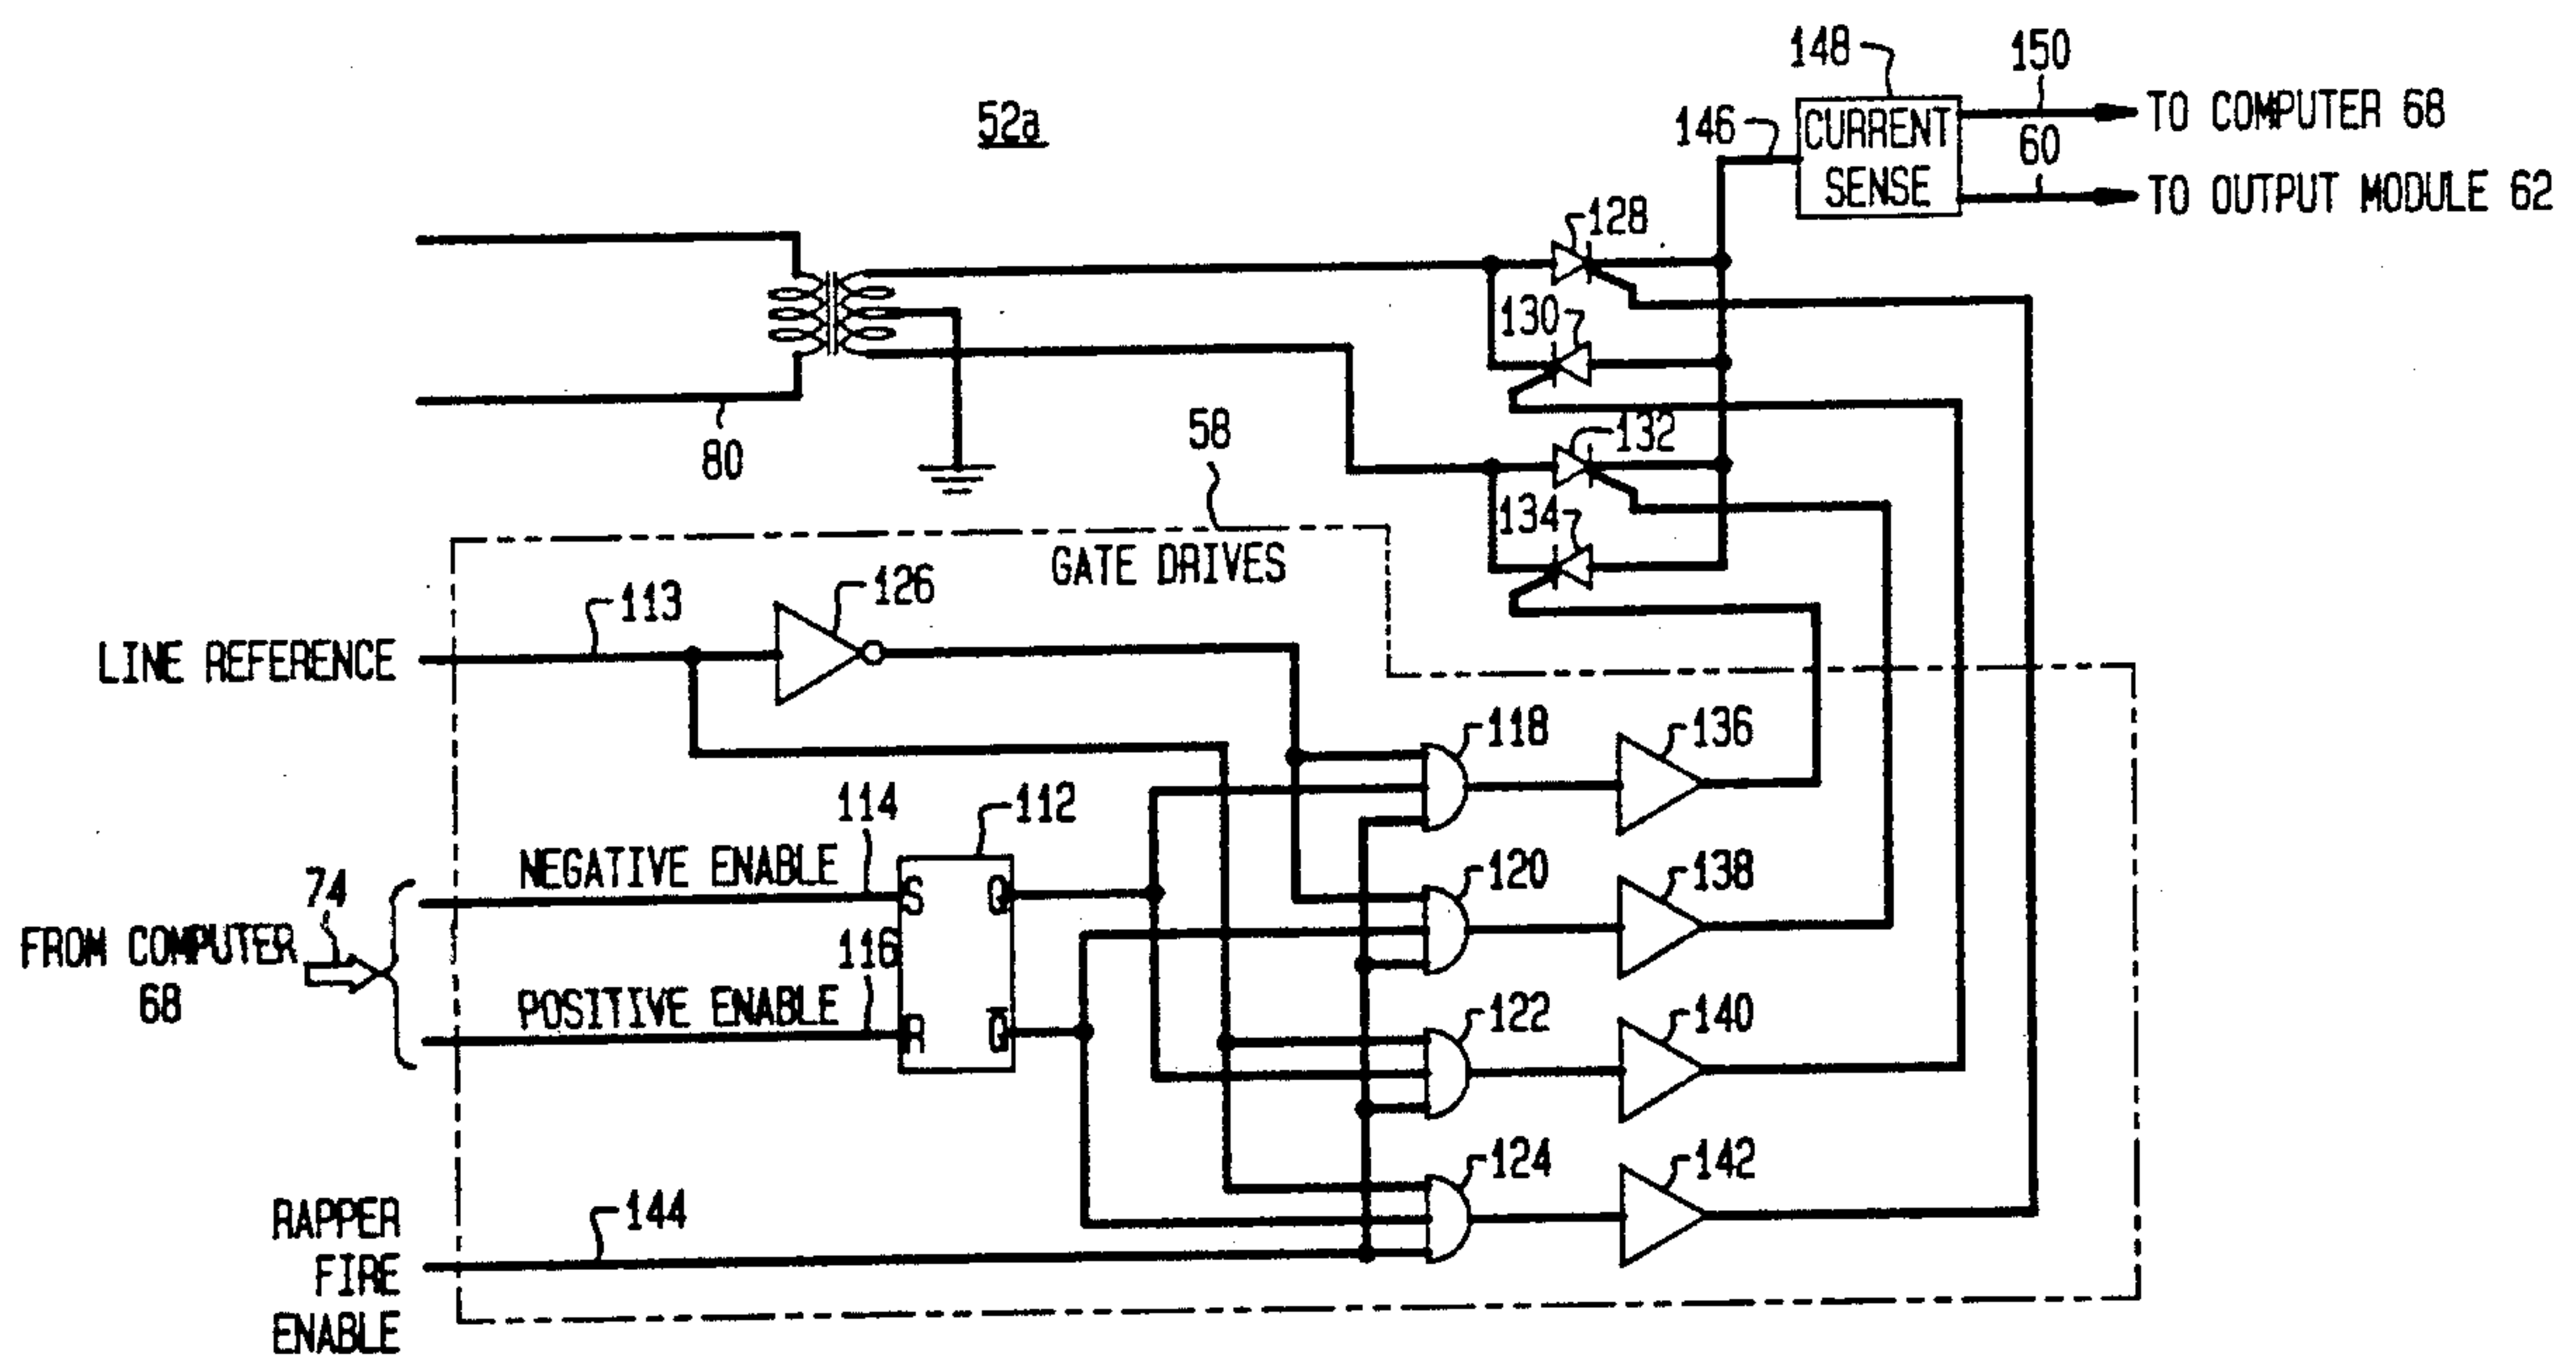 52a
148
150
146
CURRENT
SENSE
TO COMPUTER 68
60
TO OUTPUT MODULE 62
128
130
80
58
132
134
GATE DRIVES
113
126
LINE REFERENCE
118
136
114
112
NEGATIVE ENABLE
S
Q
120
138
74
FROM COMPUTER
68
116
POSITIVE ENABLE
R
Q̅
122
140
124
142
144
RAPPER
FIRE
ENABLE